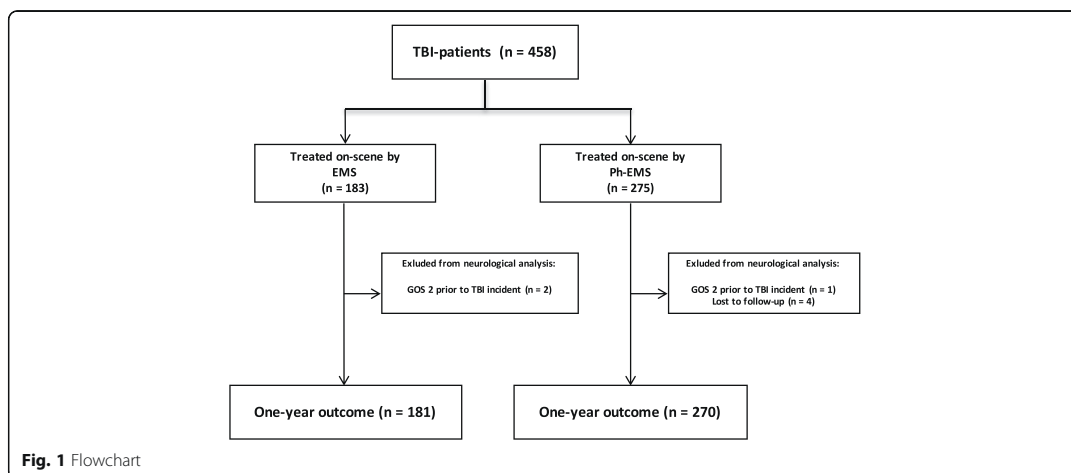 TBI-patients (n = 458)
Treated on-scene by
EMS
(n = 183)
Treated on-scene by
Ph-EMS
(n = 275)
Exluded from neurological analysis:
GOS 2 prior to TBI incident (n = 2)
Exluded from neurological analysis:
GOS 2 prior to TBI incident (n = 1)
Lost to follow-up (n = 4)
One-year outcome (n = 181)
One-year outcome (n = 270)
Fig. 1 Flowchart